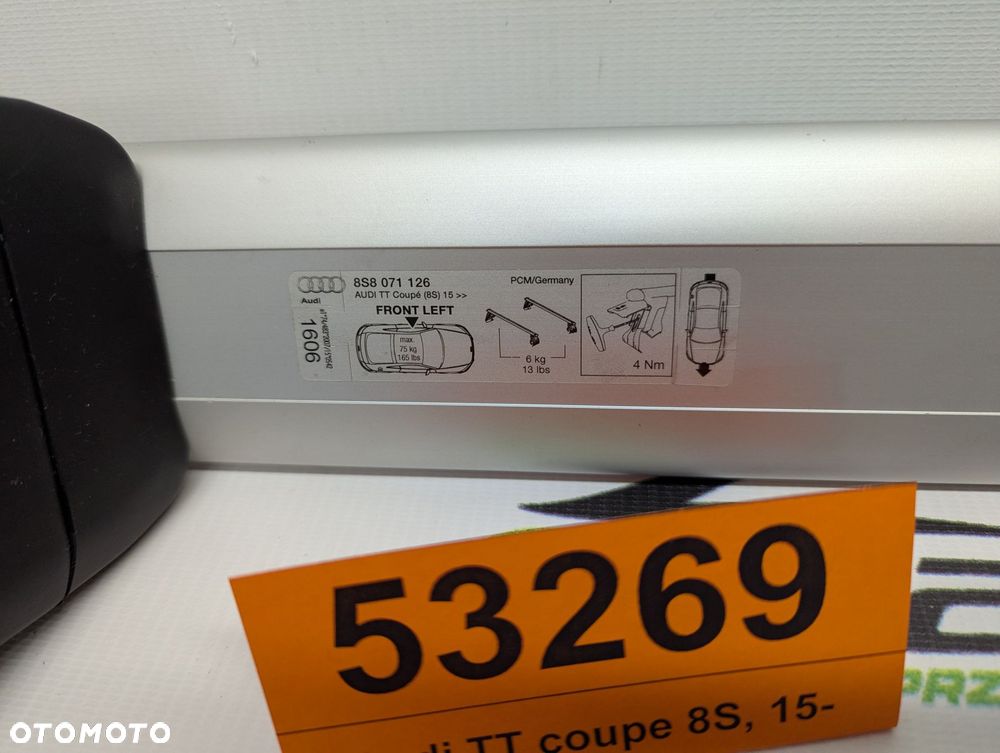 8S8 071 126
AUDI TT Coupé (8S) 15 >>
FRONT LEFT
Audi
1606
max.
75 kg
165 lbs
PCM/Germany
6 kg
13 lbs
4 Nm
53269
TT coupe 8S, 15-
PRZ
OTOMOTO